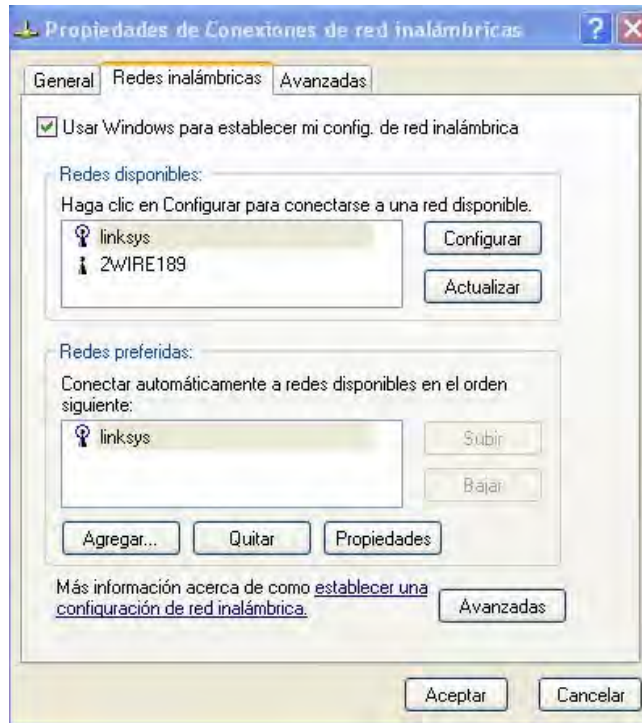 Propiedades de Conexiones de red inalámbricas
General Redes inalámbricas Avanzadas
Usar Windows para establecer mi config. de red inalámbrica
Redes disponibles:
Haga clic en Configurar para conectarse a una red disponible.
linksys
2WIRE189
Configurar
Actualizar
Redes preferidas:
Conectar automáticamente a redes disponibles en el orden
siguiente:
linksys
Subir
Bajar
Agregar... Quitar Propiedades
Más información acerca de como establecer una
configuración de red inalámbrica.
Avanzadas
Aceptar Cancelar